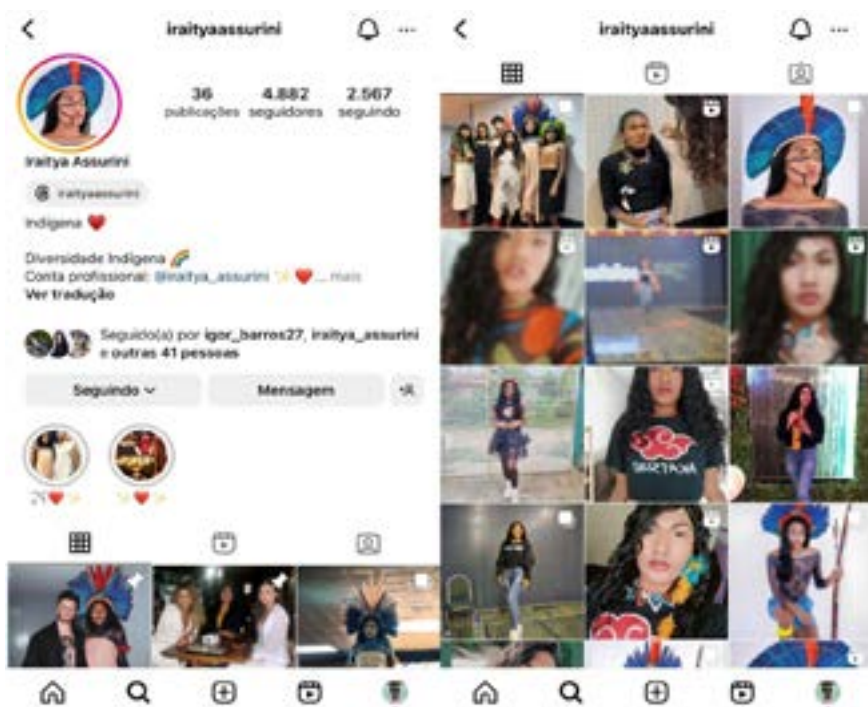 iraityaassurini
36 4.882 2.567
publicações seguidores seguindo
Iraitya Assurini
iraityaassurini
Indígena ❤️
Diversidade Indígena 🌈
Conta profissional: @iraitya_assurini ✨❤️... mais
Ver tradução
Seguido(a) por igor_barros27, iraitya_assurini
e outras 41 pessoas
Seguindo
Mensagem
iraityaassurini